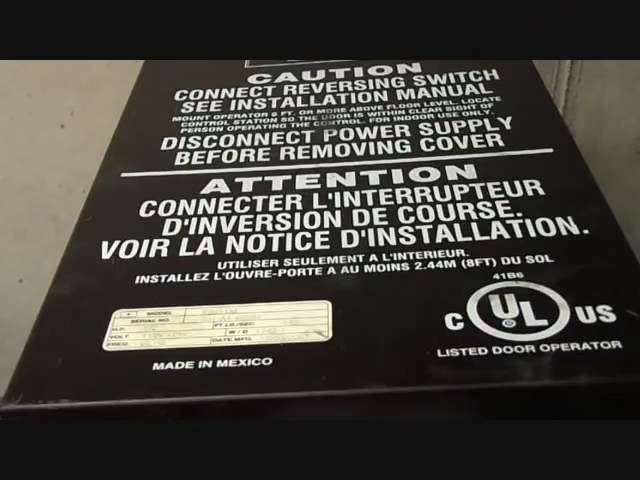 CAUTION
CONNECT REVERSING SWITCH
SEE INSTALLATION MANUAL
MOUNT OPERATOR 8 FT. OR MORE ABOVE FLOOR LEVEL. LOCATE
CONTROL STATION SO THE DOOR IS WITHIN CLEAR SIGHT OF
PERSON OPERATING THE CONTROL. FOR INDOOR USE ONLY.
DISCONNECT POWER SUPPLY
BEFORE REMOVING COVER
ATTENTION
CONNECTER L'INTERRUPTEUR
D'INVERSION DE COURSE.
VOIR LA NOTICE D'INSTALLATION.
UTILISER SEULEMENT A L'INTERIEUR.
INSTALLEZ L'OUVRE-PORTE A AU MOINS 2.44M (8FT) DU SOL
41B6
C UL US
LISTED DOOR OPERATOR
MODEL
SERIAL NO.
H.P. FT.LB./SEC
VOLT W/D
FREQ. DATE MFG.
MADE IN MEXICO